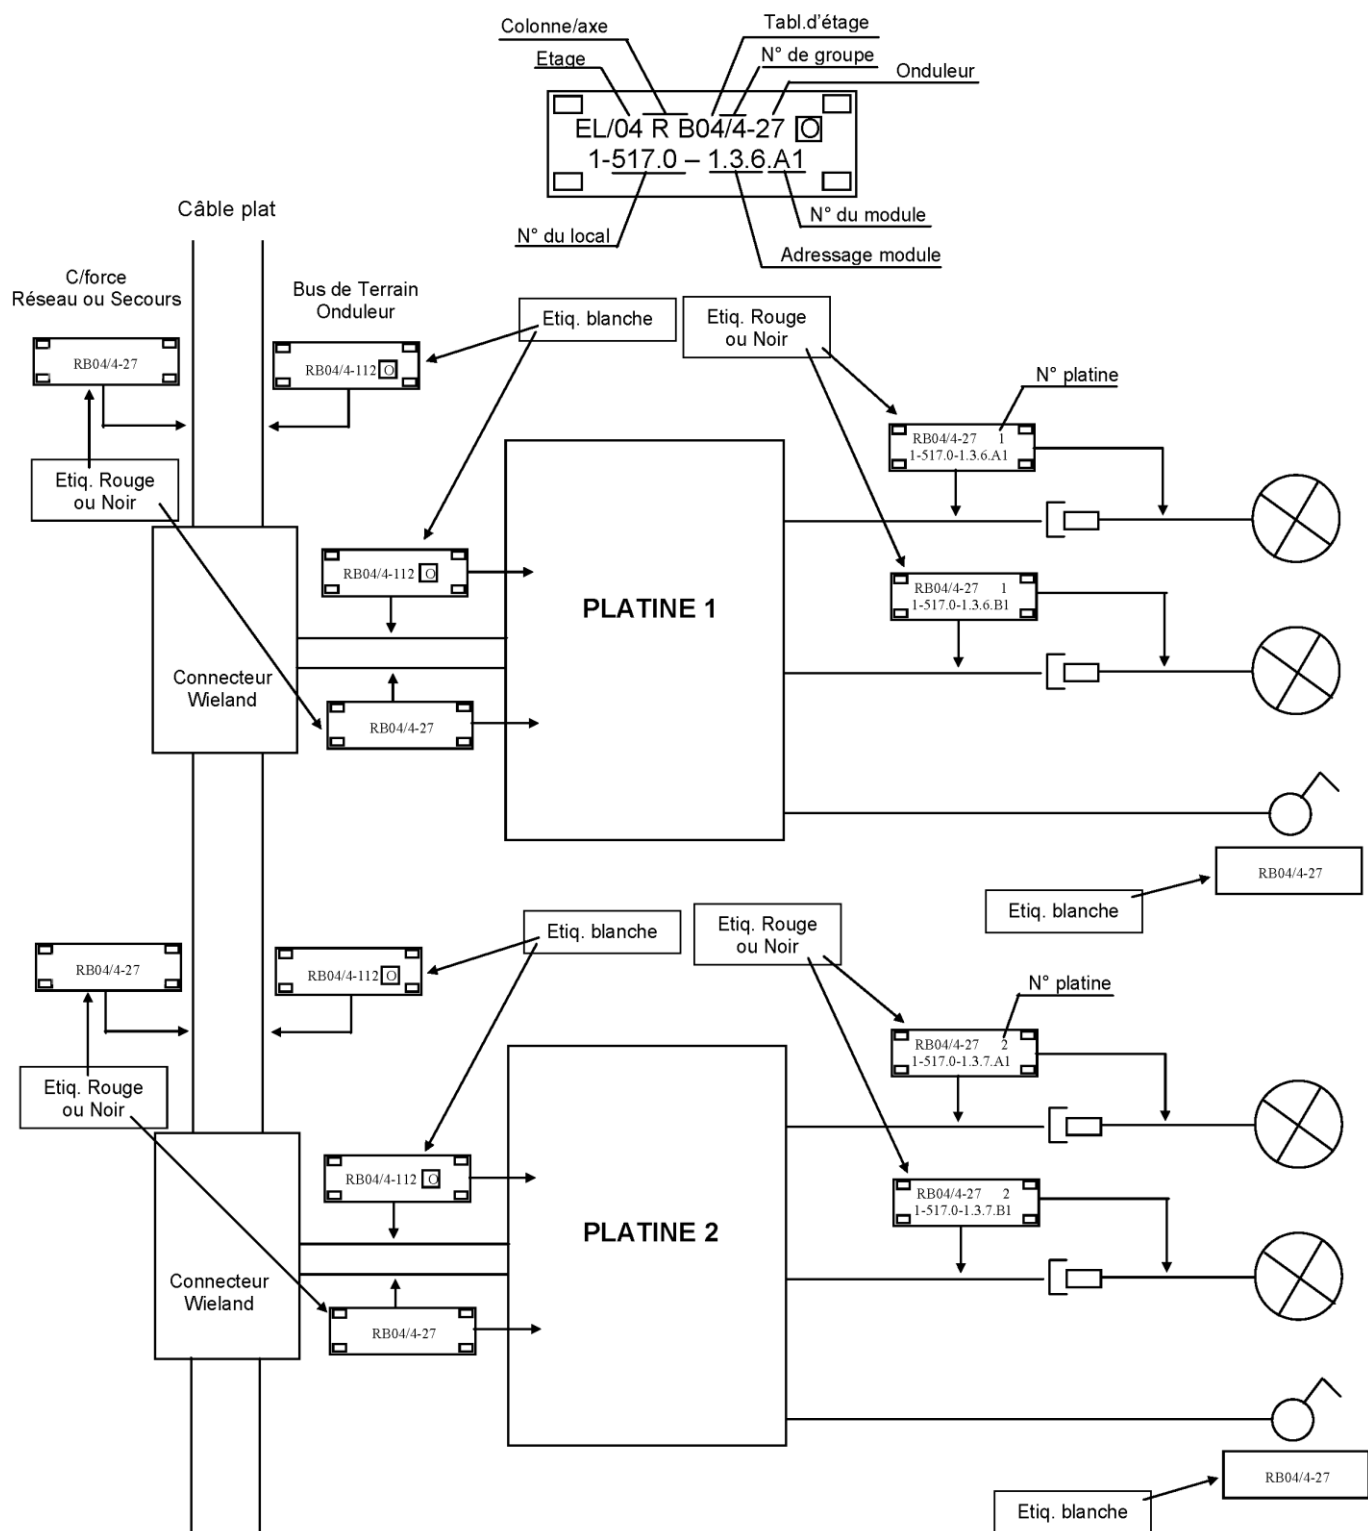 Colonne/axe
Tabl.d'étage
Etage
N° de groupe
Onduleur
EL/04 R B04/4-27 O
1-517.0 – 1.3.6.A1
N° du local
N° du module
Adressage module
Câble plat
C/force
Réseau ou Secours
Bus de Terrain
Onduleur
Etiq. blanche
Etiq. Rouge
ou Noir
RB04/4-27
RB04/4-112 O
N° platine
RB04/4-27 1
1-517.0-1.3.6.A1
Etiq. Rouge
ou Noir
RB04/4-112 O
RB04/4-27 1
1-517.0-1.3.6.B1
PLATINE 1
Connecteur
Wieland
RB04/4-27
RB04/4-27
Etiq. blanche
Etiq. blanche
Etiq. Rouge
ou Noir
RB04/4-27
RB04/4-112 O
N° platine
RB04/4-27 2
1-517.0-1.3.7.A1
Etiq. Rouge
ou Noir
RB04/4-112 O
RB04/4-27 2
1-517.0-1.3.7.B1
PLATINE 2
Connecteur
Wieland
RB04/4-27
RB04/4-27
Etiq. blanche